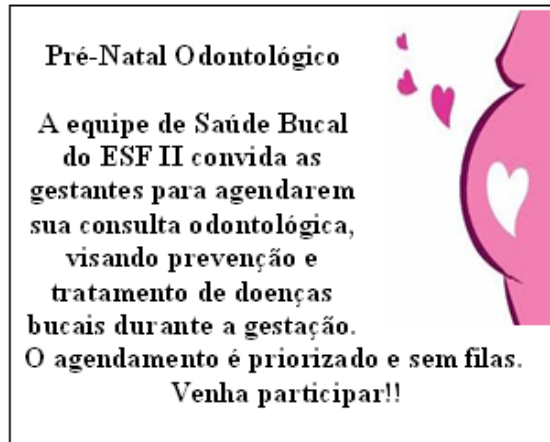 Pré-Natal Odontológico
A equipe de Saúde Bucal
do ESF II convida as
gestantes para agendarem
sua consulta odontológica,
visando prevenção e
tratamento de doenças
bucais durante a gestação.
O agendamento é priorizado e sem filas.
Venha participar!!